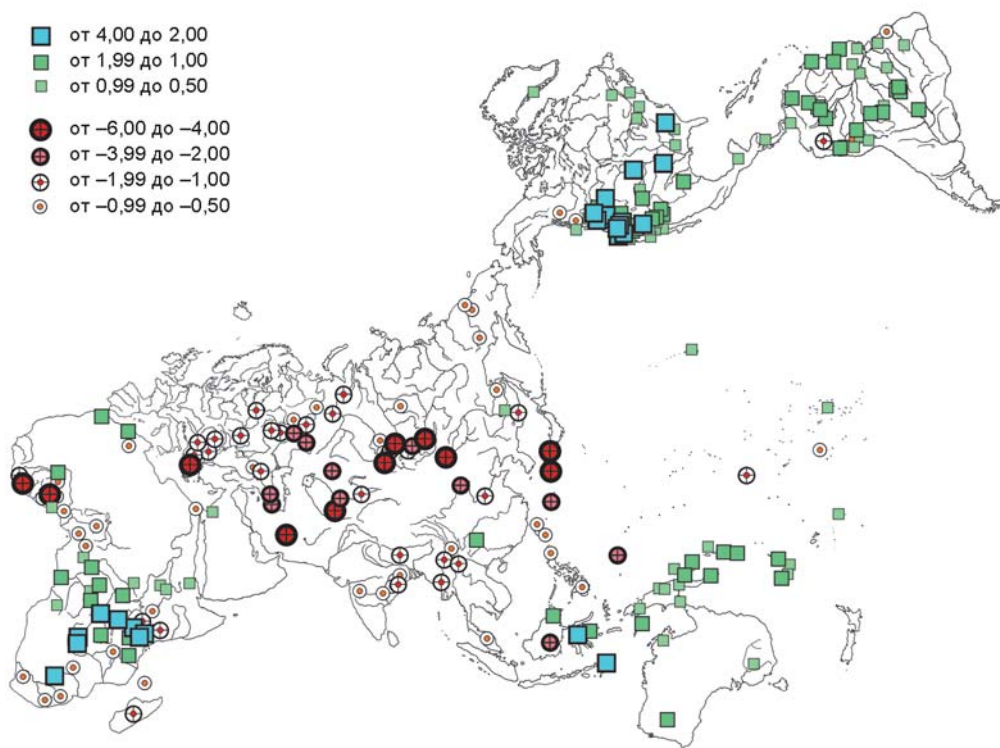 от 4,00 до 2,00
от 1,99 до 1,00
от 0,99 до 0,50
от –6,00 до –4,00
от –3,99 до –2,00
от –1,99 до –1,00
от –0,99 до –0,50